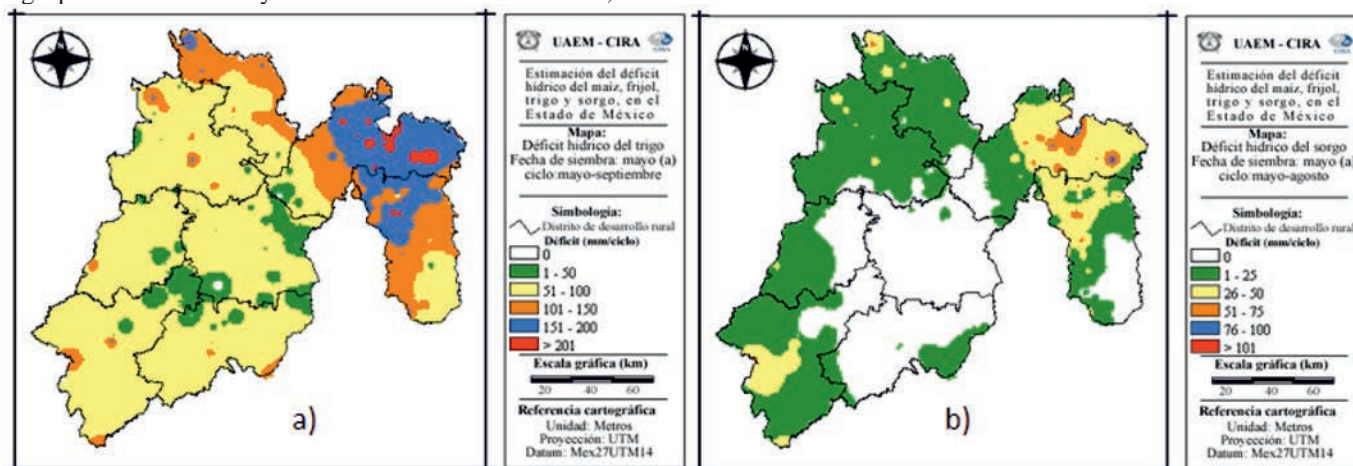 N
a)
UAEM - CIRA
CIRA
Estimación del déficit
hídrico del maíz, frijol,
trigo y sorgo, en el
Estado de México
Mapa:
Déficit hídrico del trigo
Fecha de siembra: mayo (a)
ciclo:mayo-septiembre
Simbología:
Distrito de desarrollo rural
Déficit (mm/ciclo)
0
1 - 50
51 - 100
101 - 150
151 - 200
> 201
Escala gráfica (km)
20 40 60
Referencia cartográfica
Unidad: Metros
Proyección: UTM
Datum: Mex27UTM14
N
b)
UAEM - CIRA
CIRA
Estimación del déficit
hídrico del maíz, frijol,
trigo y sorgo, en el
Estado de México
Mapa:
Déficit hídrico del sorgo
Fecha de siembra: mayo (a)
ciclo:mayo-agosto
Simbología:
Distrito de desarrollo rural
Déficit (mm/ciclo)
0
1 - 25
26 - 50
51 - 75
76 - 100
> 101
Escala gráfica (km)
20 40 60
Referencia cartográfica
Unidad: Metros
Proyección: UTM
Datum: Mex27UTM14